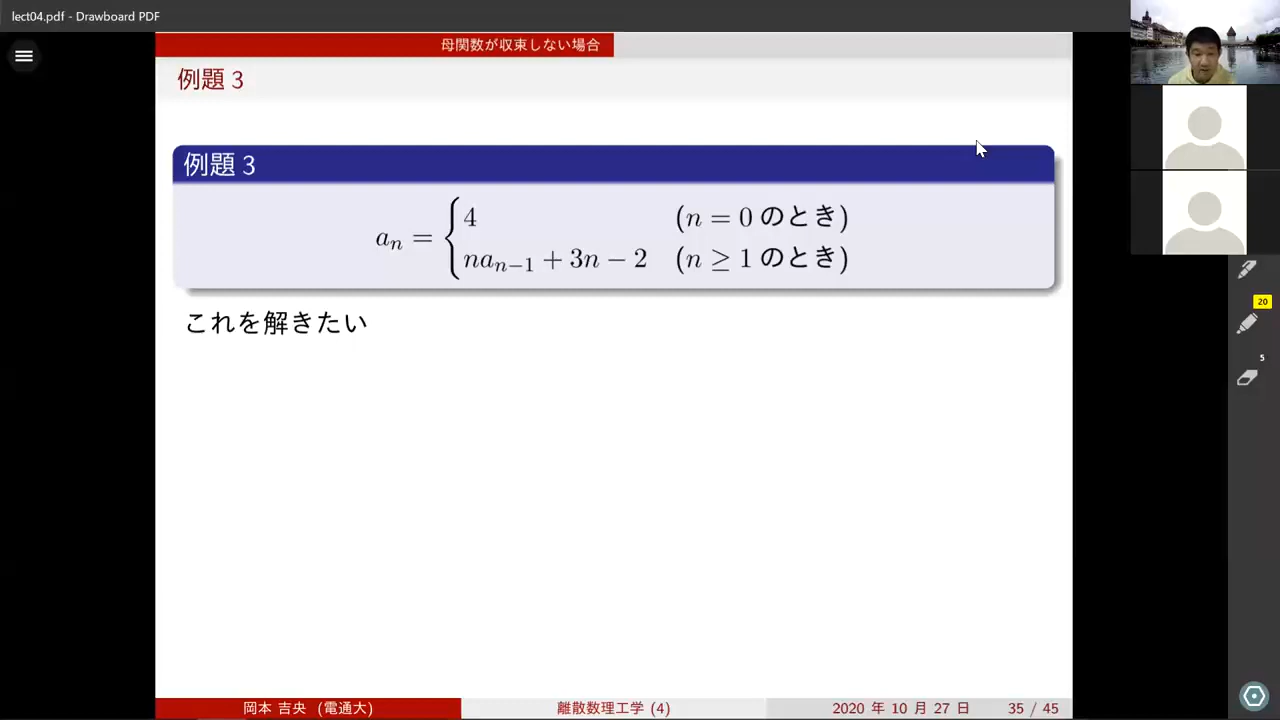 lect04.pdf - Drawboard PDF
母関数が収束しない場合
例題 3
例題 3
4 (n = 0 のとき)
a_n = {
na_{n−1} + 3n − 2 (n ≥ 1 のとき)
これを解きたい
20
5
岡本 吉央 (電通大) 離散数理工学 (4) 2020 年 10 月 27 日 35 / 45